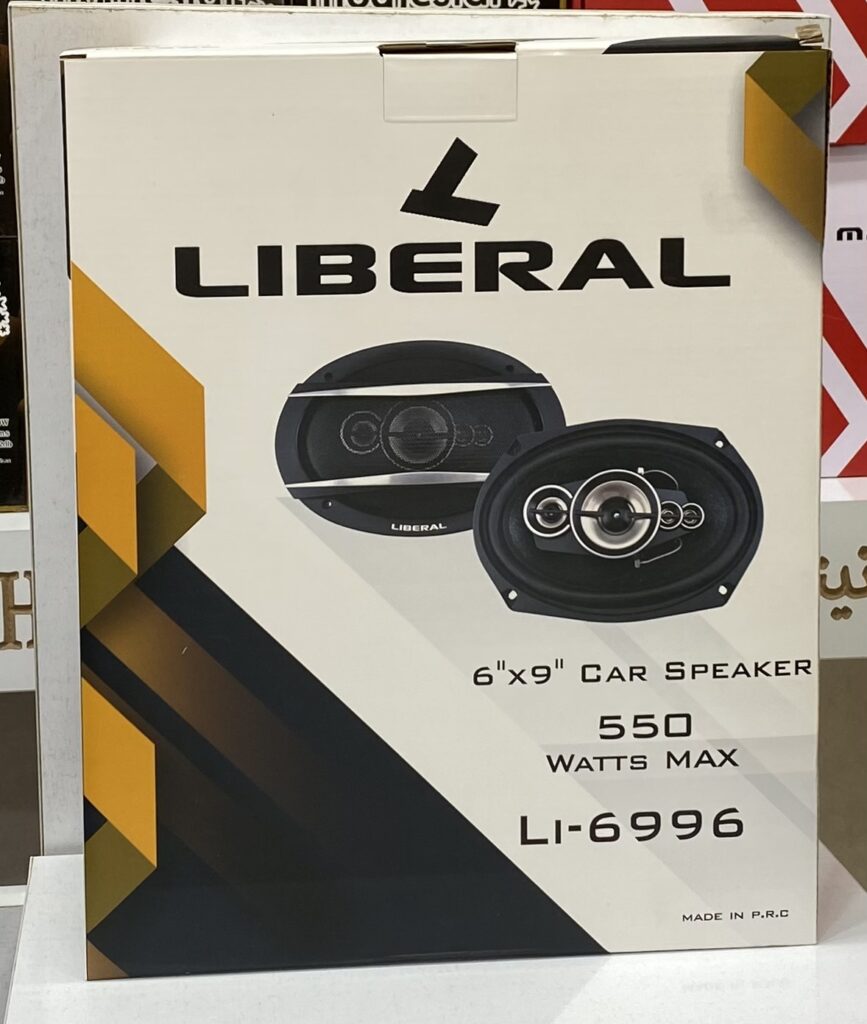 LIBERAL
LIBERAL
6"x9" CAR SPEAKER
550
WATTS MAX
LI-6996
MADE IN P.R.C